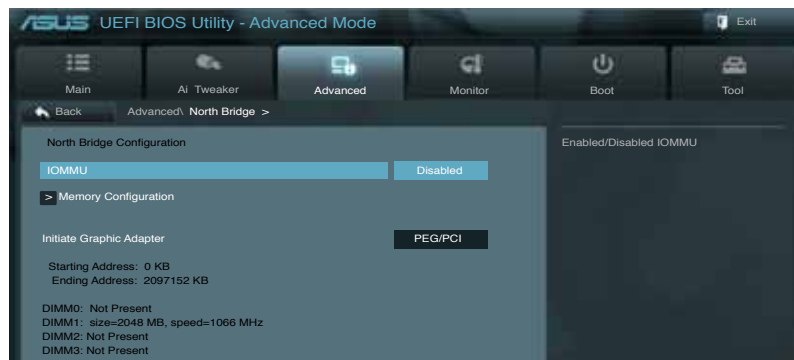 ASUS UEFI BIOS Utility - Advanced Mode
Exit
Main
Ai Tweaker
Advanced
Monitor
Boot
Tool
Back
Advanced\ North Bridge >
North Bridge Configuration
Enabled/Disabled IOMMU
IOMMU
Disabled
> Memory Configuration
Initiate Graphic Adapter
PEG/PCI
Starting Address: 0 KB
Ending Address: 2097152 KB
DIMM0: Not Present
DIMM1: size=2048 MB, speed=1066 MHz
DIMM2: Not Present
DIMM3: Not Present